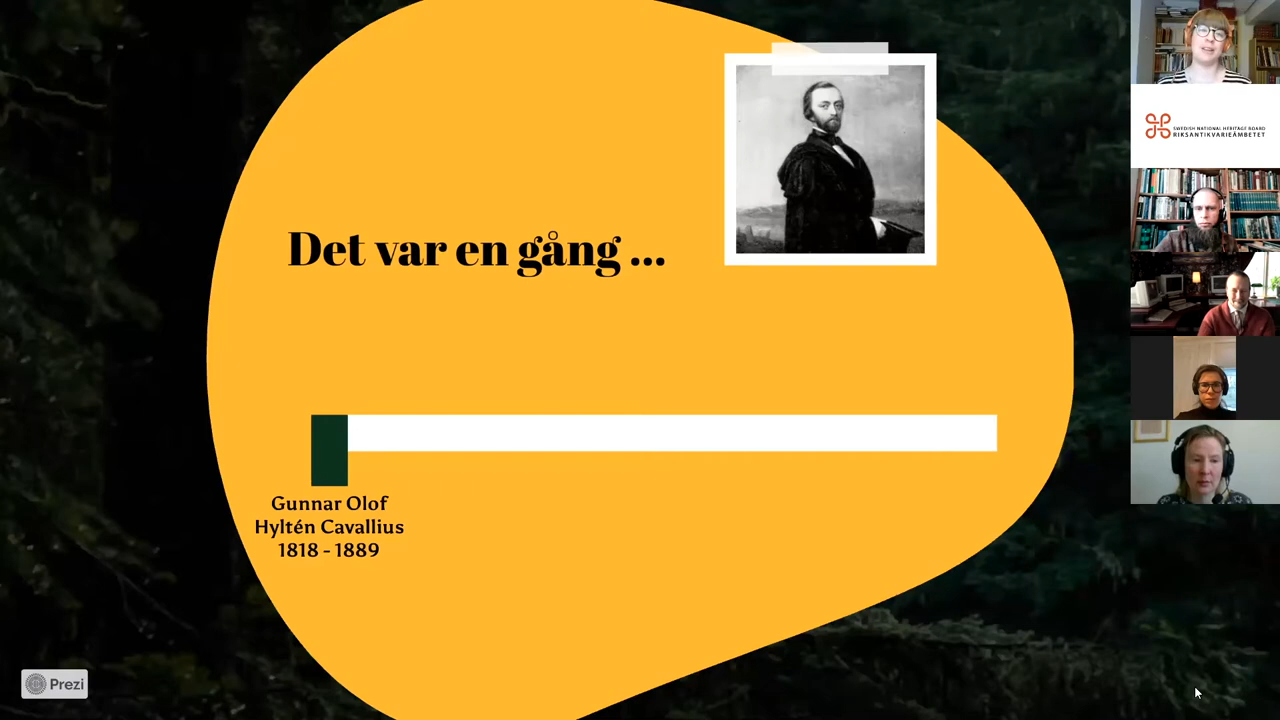 Det var en gång ...
Gunnar Olof
Hyltén Cavallius
1818 - 1889
Prezi
SWEDISH NATIONAL HERITAGE BOARD
RIKSANTIKVARIEÄMBETET